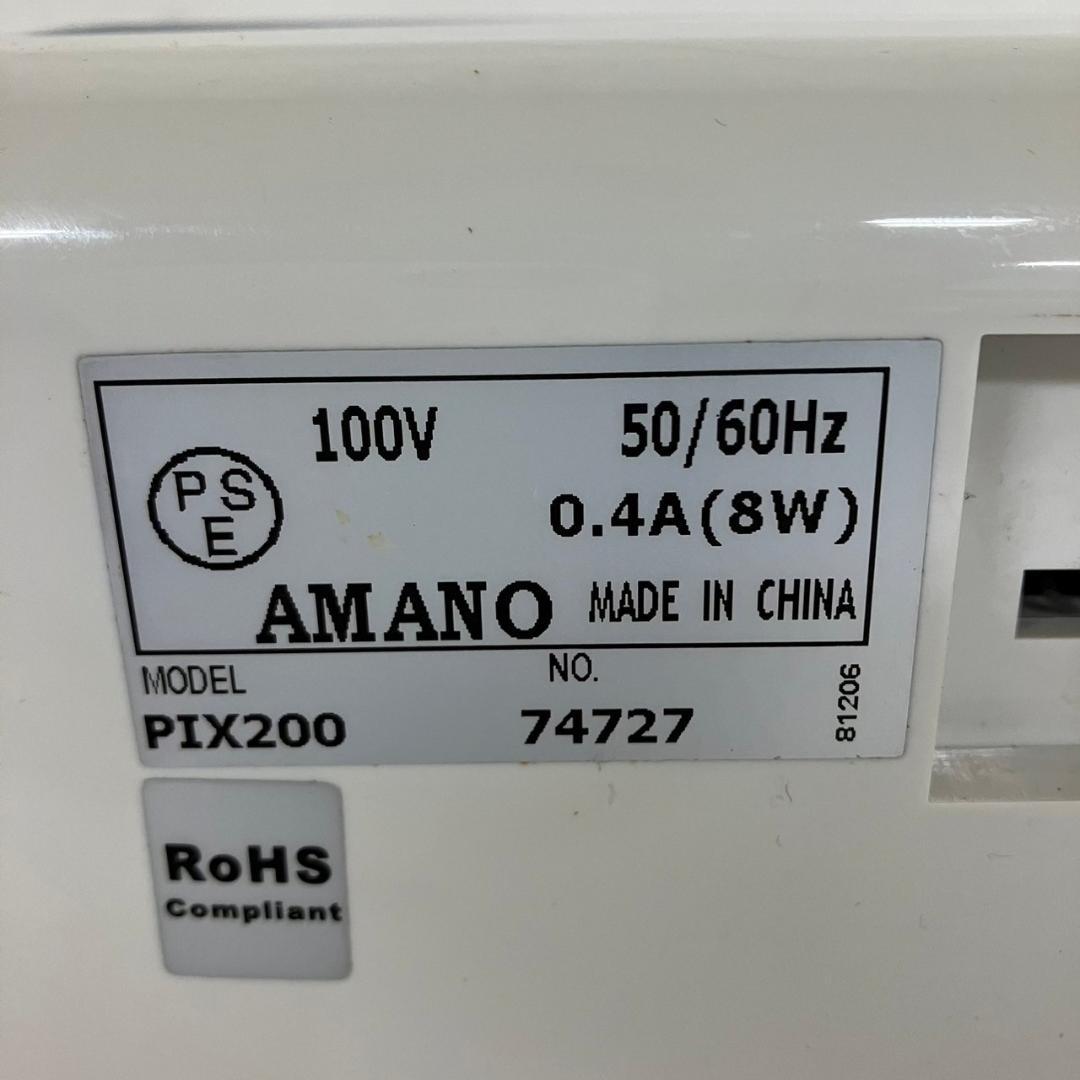 100V 50/60Hz
PSE
0.4A(8W)
AMANO MADE IN CHINA
MODEL NO.
PIX200 74727
81206
RoHS
Compliant